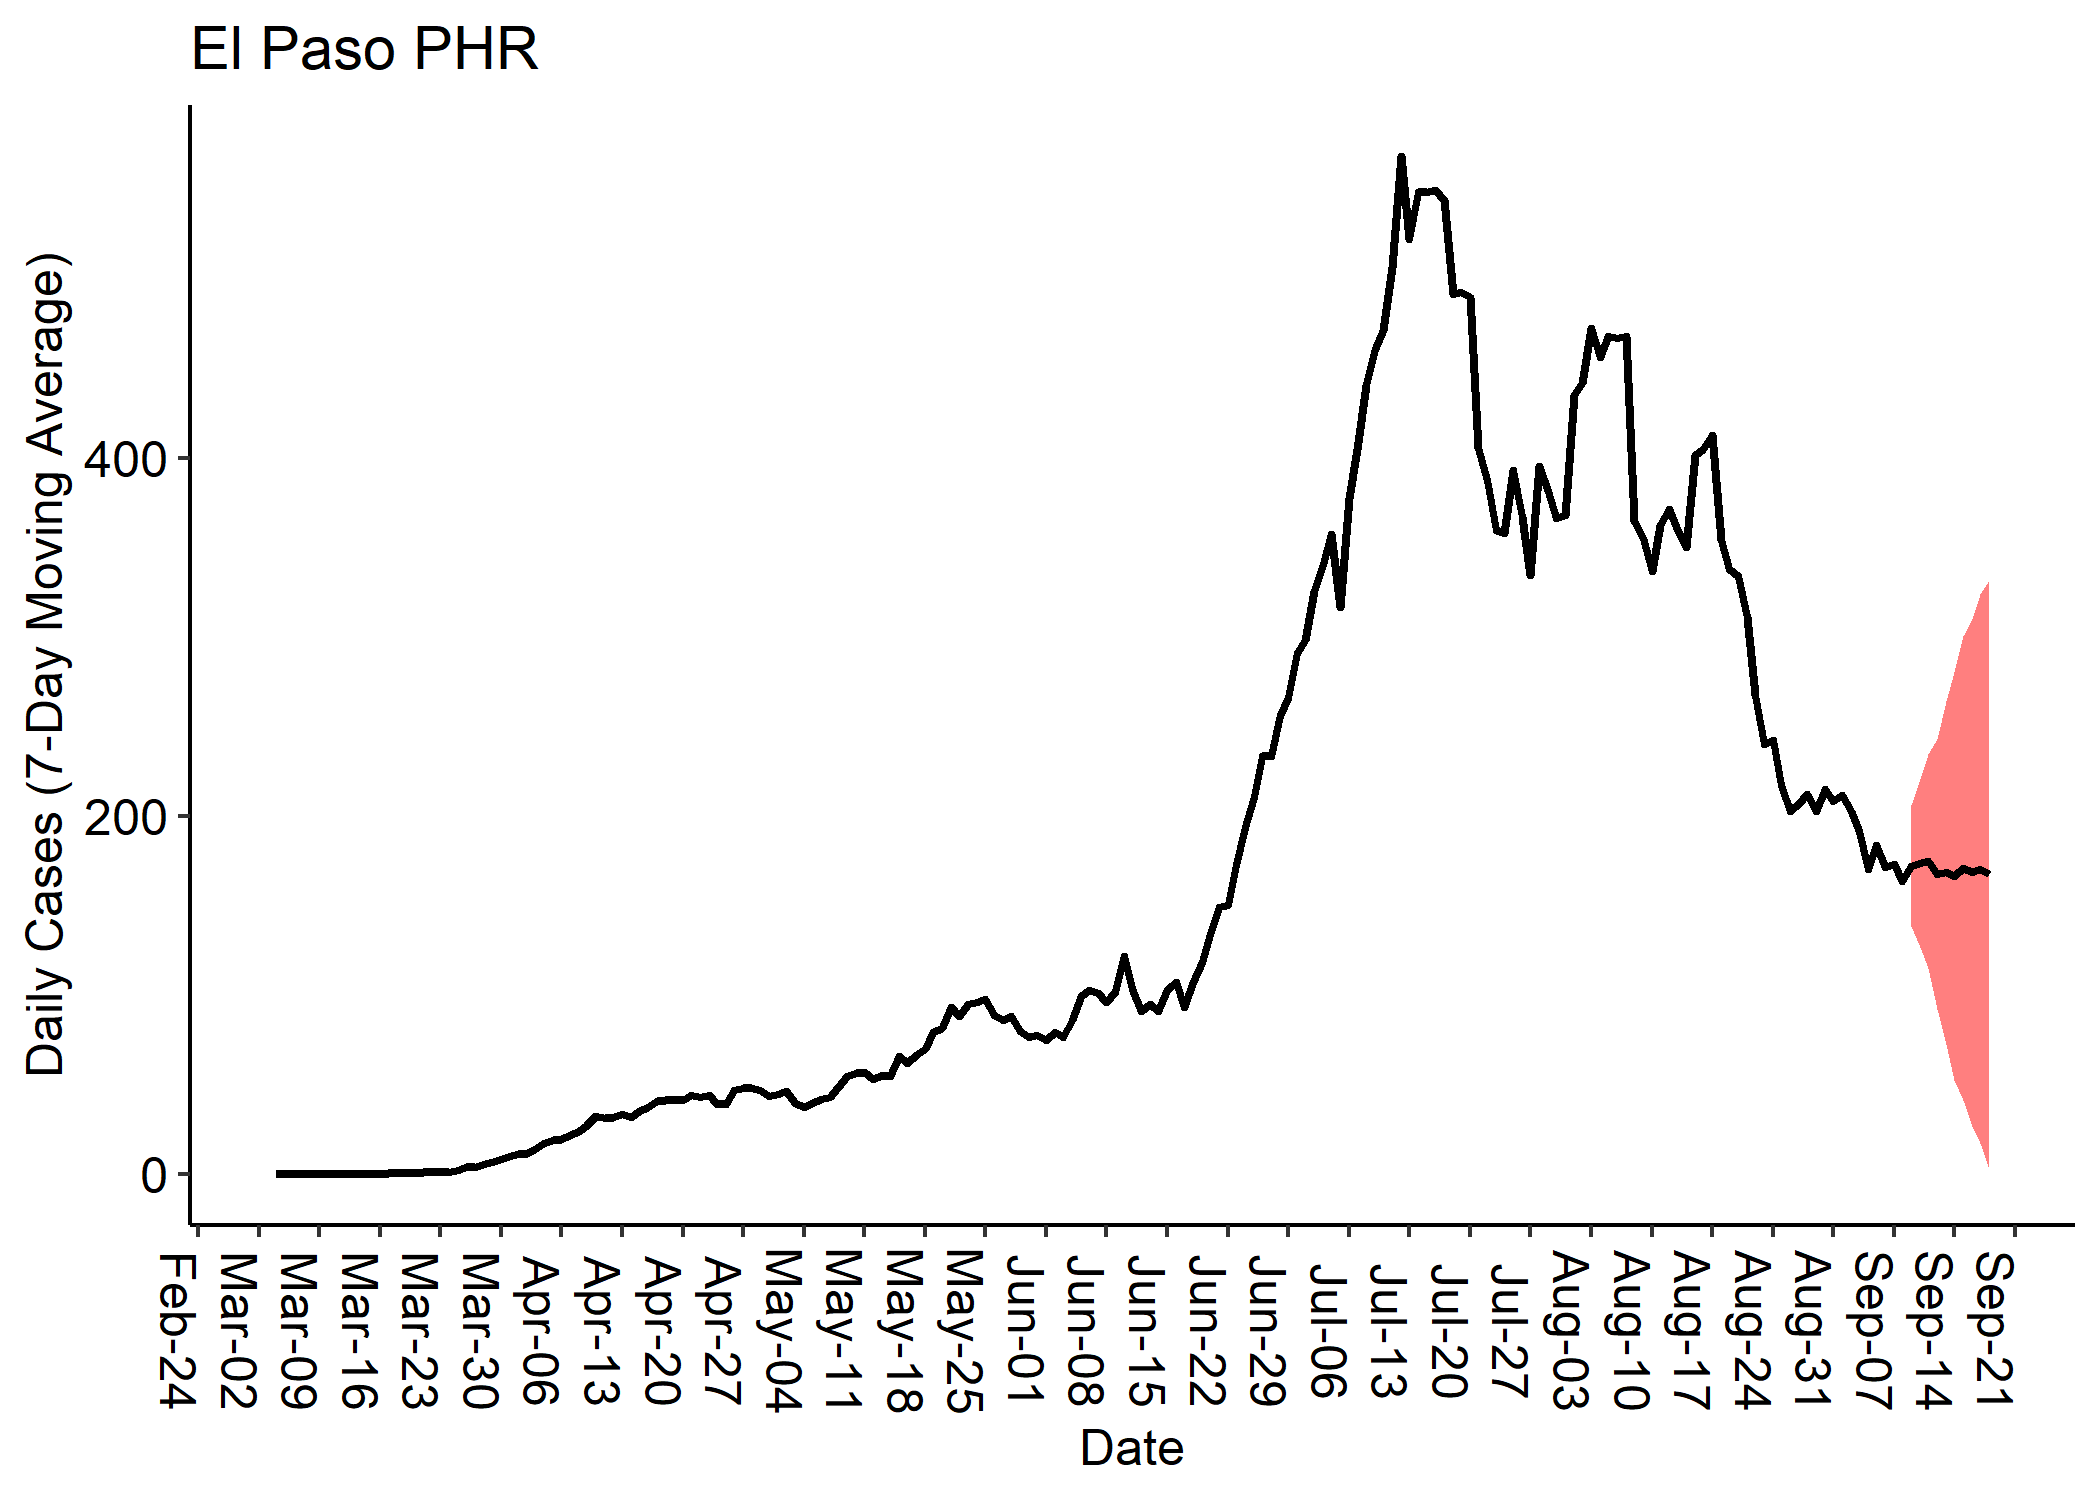 El Paso PHR
Daily Cases (7-Day Moving Average)
400
200
0
Feb-24
Mar-02
Mar-09
Mar-16
Mar-23
Mar-30
Apr-06
Apr-13
Apr-20
Apr-27
May-04
May-11
May-18
May-25
Jun-01
Jun-08
Jun-15
Jun-22
Jun-29
Jul-06
Jul-13
Jul-20
Jul-27
Aug-03
Aug-10
Aug-17
Aug-24
Aug-31
Sep-07
Sep-14
Sep-21
Date